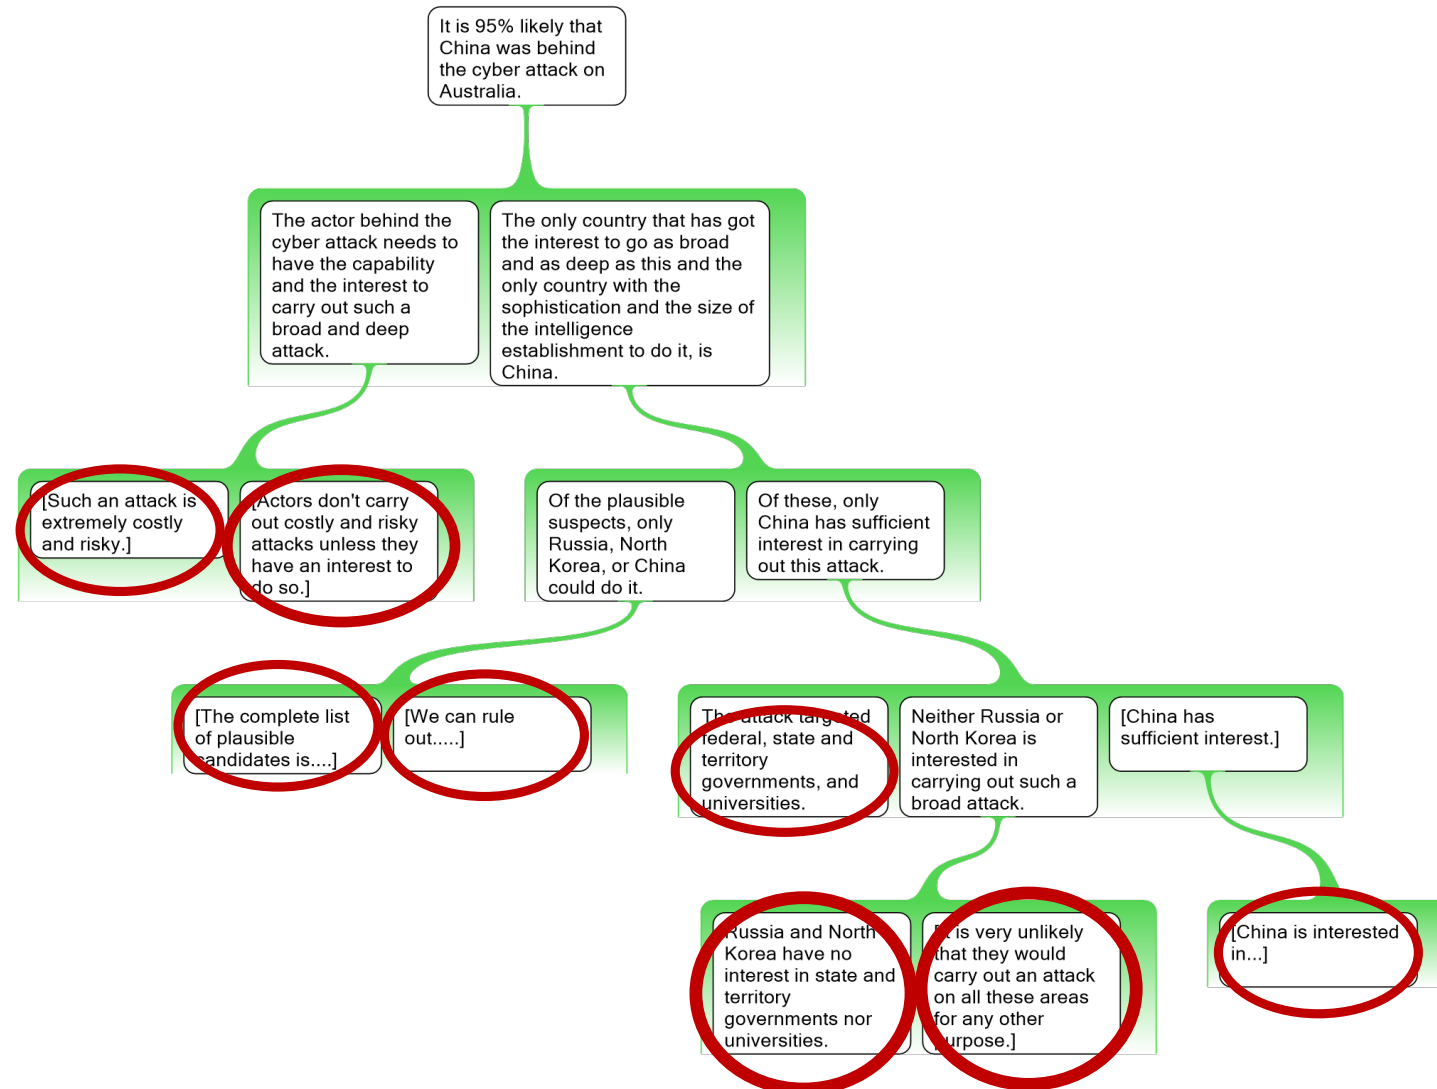 It is 95% likely that
China was behind
the cyber attack on
Australia.
The actor behind the
cyber attack needs to
have the capability
and the interest to
carry out such a
broad and deep
attack.
The only country that has got
the interest to go as broad
and as deep as this and the
only country with the
sophistication and the size of
the intelligence
establishment to do it, is
China.
[Such an attack is
extremely costly
and risky.]
[Actors don't carry
out costly and risky
attacks unless they
have an interest to
do so.]
Of the plausible
suspects, only
Russia, North
Korea, or China
could do it.
Of these, only
China has sufficient
interest in carrying
out this attack.
[The complete list
of plausible
candidates is....]
[We can rule
out.....]
The attack targeted
federal, state and
territory
governments, and
universities.
Neither Russia or
North Korea is
interested in
carrying out such a
broad attack.
[China has
sufficient interest.]
Russia and North
Korea have no
interest in state and
territory
governments nor
universities.
[It is very unlikely
that they would
carry out an attack
on all these areas
for any other
purpose.]
[China is interested
in...]